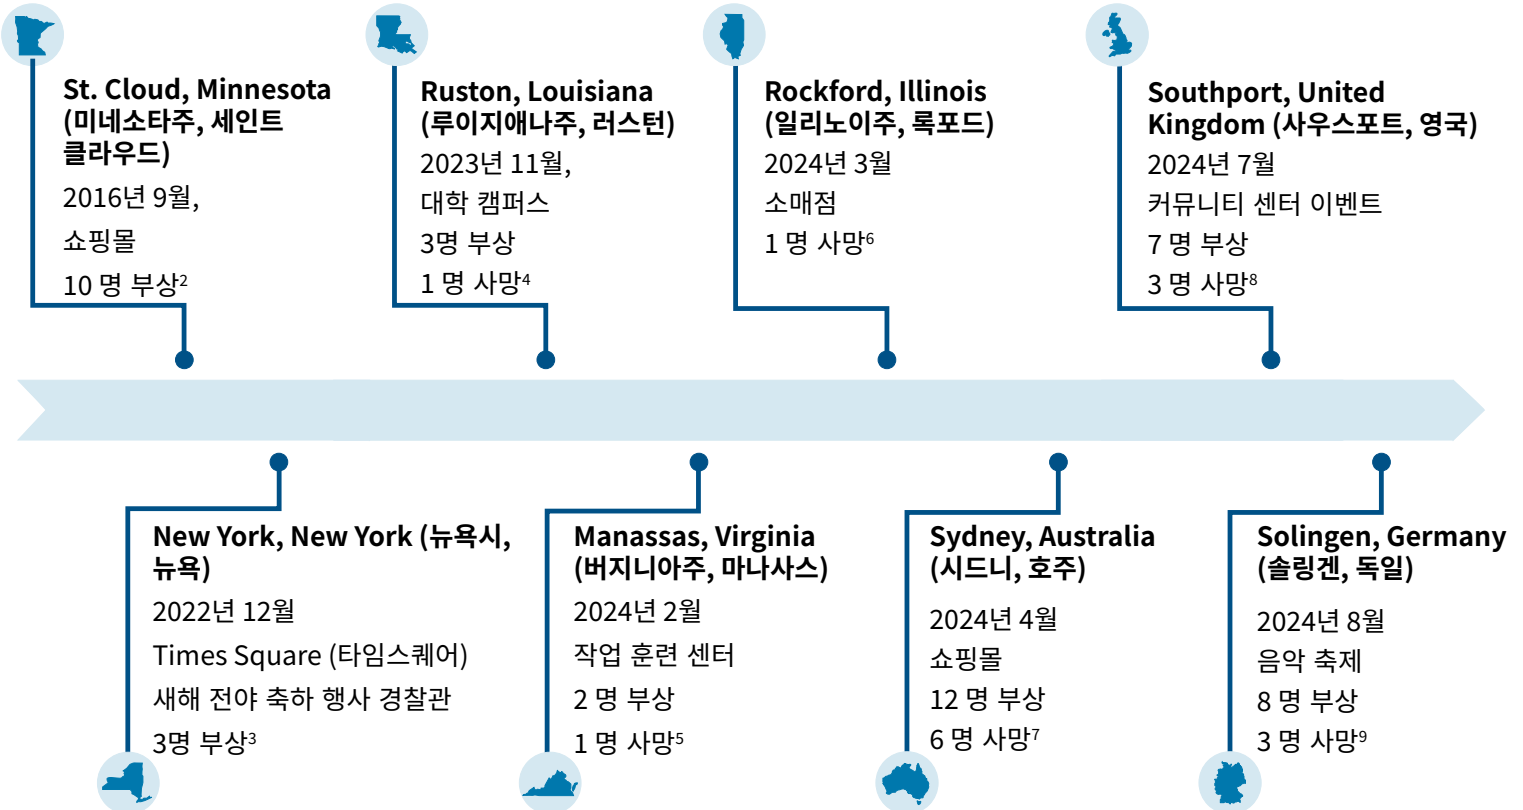 St. Cloud, Minnesota
(미네소타주, 세인트
클라우드)
2016년 9월,
쇼핑몰
10 명 부상2
Ruston, Louisiana
(루이지애나주, 러스턴)
2023년 11월,
대학 캠퍼스
3명 부상
1 명 사망4
Rockford, Illinois
(일리노이주, 록포드)
2024년 3월
소매점
1 명 사망6
Southport, United
Kingdom (사우스포트, 영국)
2024년 7월
커뮤니티 센터 이벤트
7 명 부상
3 명 사망8
New York, New York (뉴욕시,
뉴욕)
2022년 12월
Times Square (타임스퀘어)
새해 전야 축하 행사 경찰관
3명 부상3
Manassas, Virginia
(버지니아주, 마나사스)
2024년 2월
작업 훈련 센터
2 명 부상
1 명 사망5
Sydney, Australia
(시드니, 호주)
2024년 4월
쇼핑몰
12 명 부상
6 명 사망7
Solingen, Germany
(솔링겐, 독일)
2024년 8월
음악 축제
8 명 부상
3 명 사망9